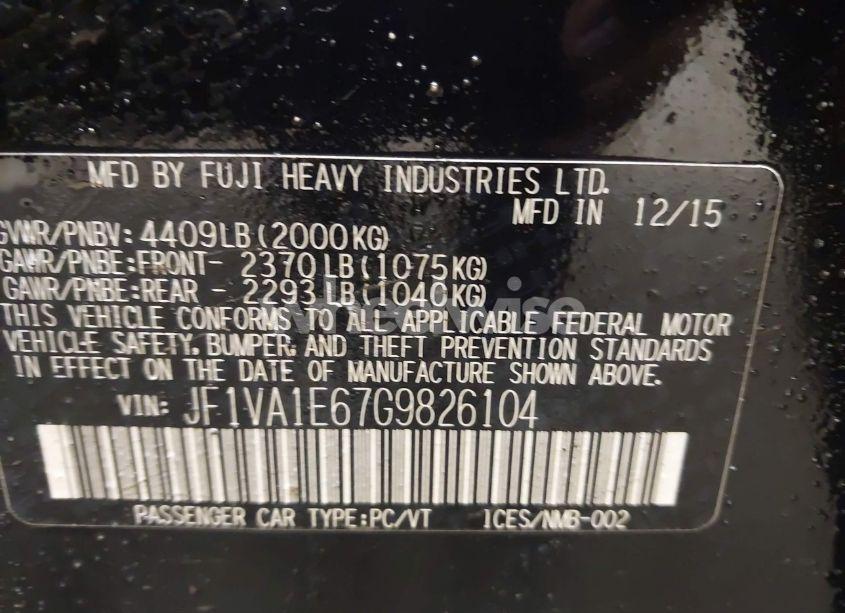 MFD BY FUJI HEAVY INDUSTRIES LTD.
MFD IN 12/15
GVWR/PNBV: 4409LB(2000KG)
GAWR/PNBE:FRONT- 2370LB(1075KG)
GAWR/PNBE:REAR - 2293LB(1040KG)
THIS VEHICLE CONFORMS TO ALL APPLICABLE FEDERAL MOTOR
VEHICLE SAFETY, BUMPER, AND THEFT PREVENTION STANDARDS
IN EFFECT ON THE DATE OF MANUFACTURE SHOWN ABOVE.
VIN: JF1VA1E67G9826104
PASSENGER CAR TYPE:PC/VT ICES/NMB-002